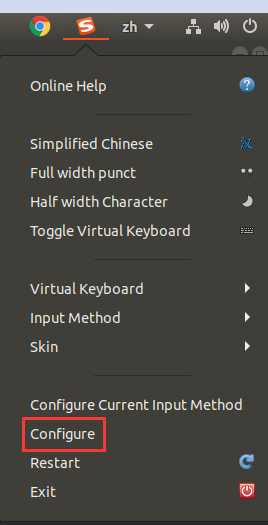 zh
Online Help
Simplified Chinese
Full width punct
Half width Character
Toggle Virtual Keyboard
Virtual Keyboard
Input Method
Skin
Configure Current Input Method
Configure
Restart
Exit